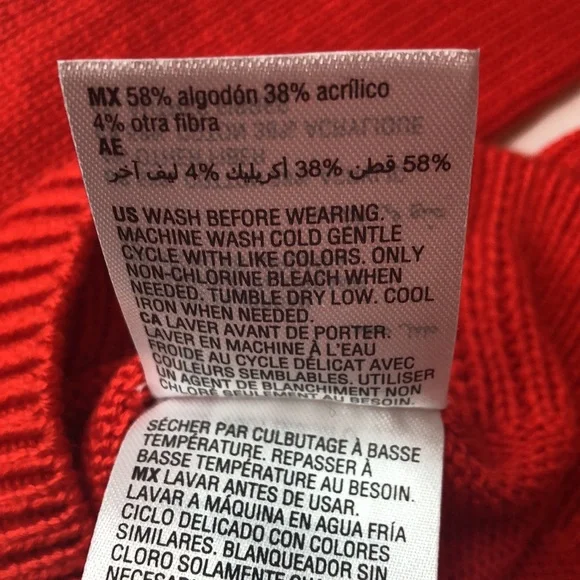 MX 58% algodón 38% acrílico
4% otra fibra
AE
58% قطن 38% أكريليك 4% ليف آخر
US WASH BEFORE WEARING.
MACHINE WASH COLD GENTLE
CYCLE WITH LIKE COLORS. ONLY
NON-CHLORINE BLEACH WHEN
NEEDED. TUMBLE DRY LOW. COOL
IRON WHEN NEEDED.
CA LAVER AVANT DE PORTER.
LAVER EN MACHINE À L'EAU
FROIDE AU CYCLE DÉLICAT AVEC
COULEURS SEMBLABLES. UTILISER
UN AGENT DE BLANCHIMENT NON
CHLORÉ SEULEMENT AU BESOIN.
SÉCHER PAR CULBUTAGE À BASSE
TEMPÉRATURE. REPASSER À
BASSE TEMPÉRATURE AU BESOIN.
MX LAVAR ANTES DE USAR.
LAVAR A MÁQUINA EN AGUA FRÍA
CICLO DELICADO CON COLORES
SIMILARES. BLANQUEADOR SIN
CLORO SOLAMENTE